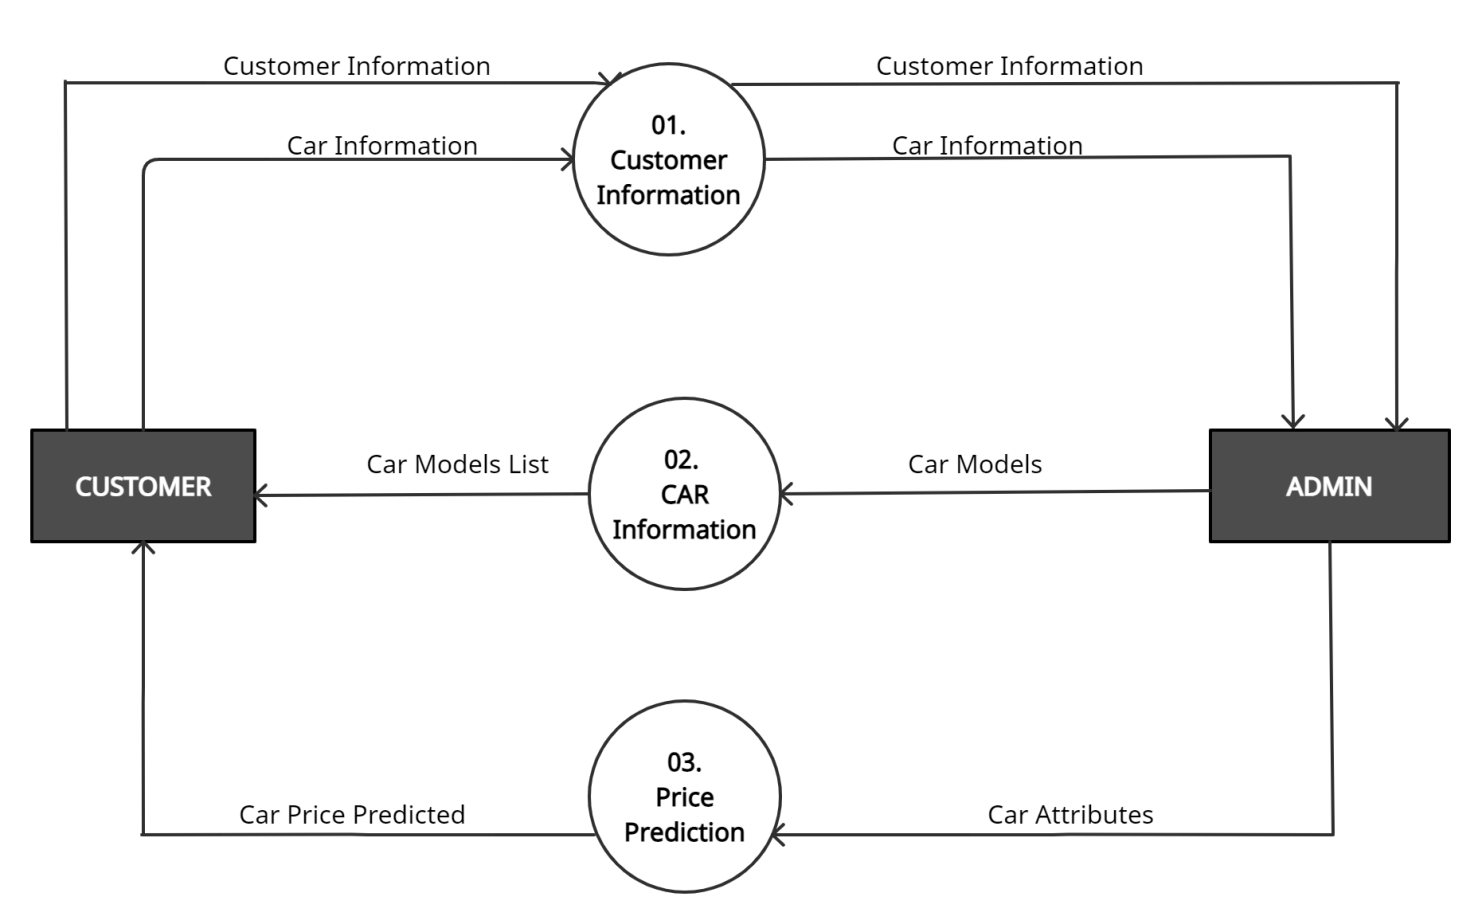 Customer Information
Customer Information
01.
Customer
Information
Car Information
Car Information
CUSTOMER
Car Models List
02.
CAR
Information
Car Models
ADMIN
03.
Price
Prediction
Car Price Predicted
Car Attributes